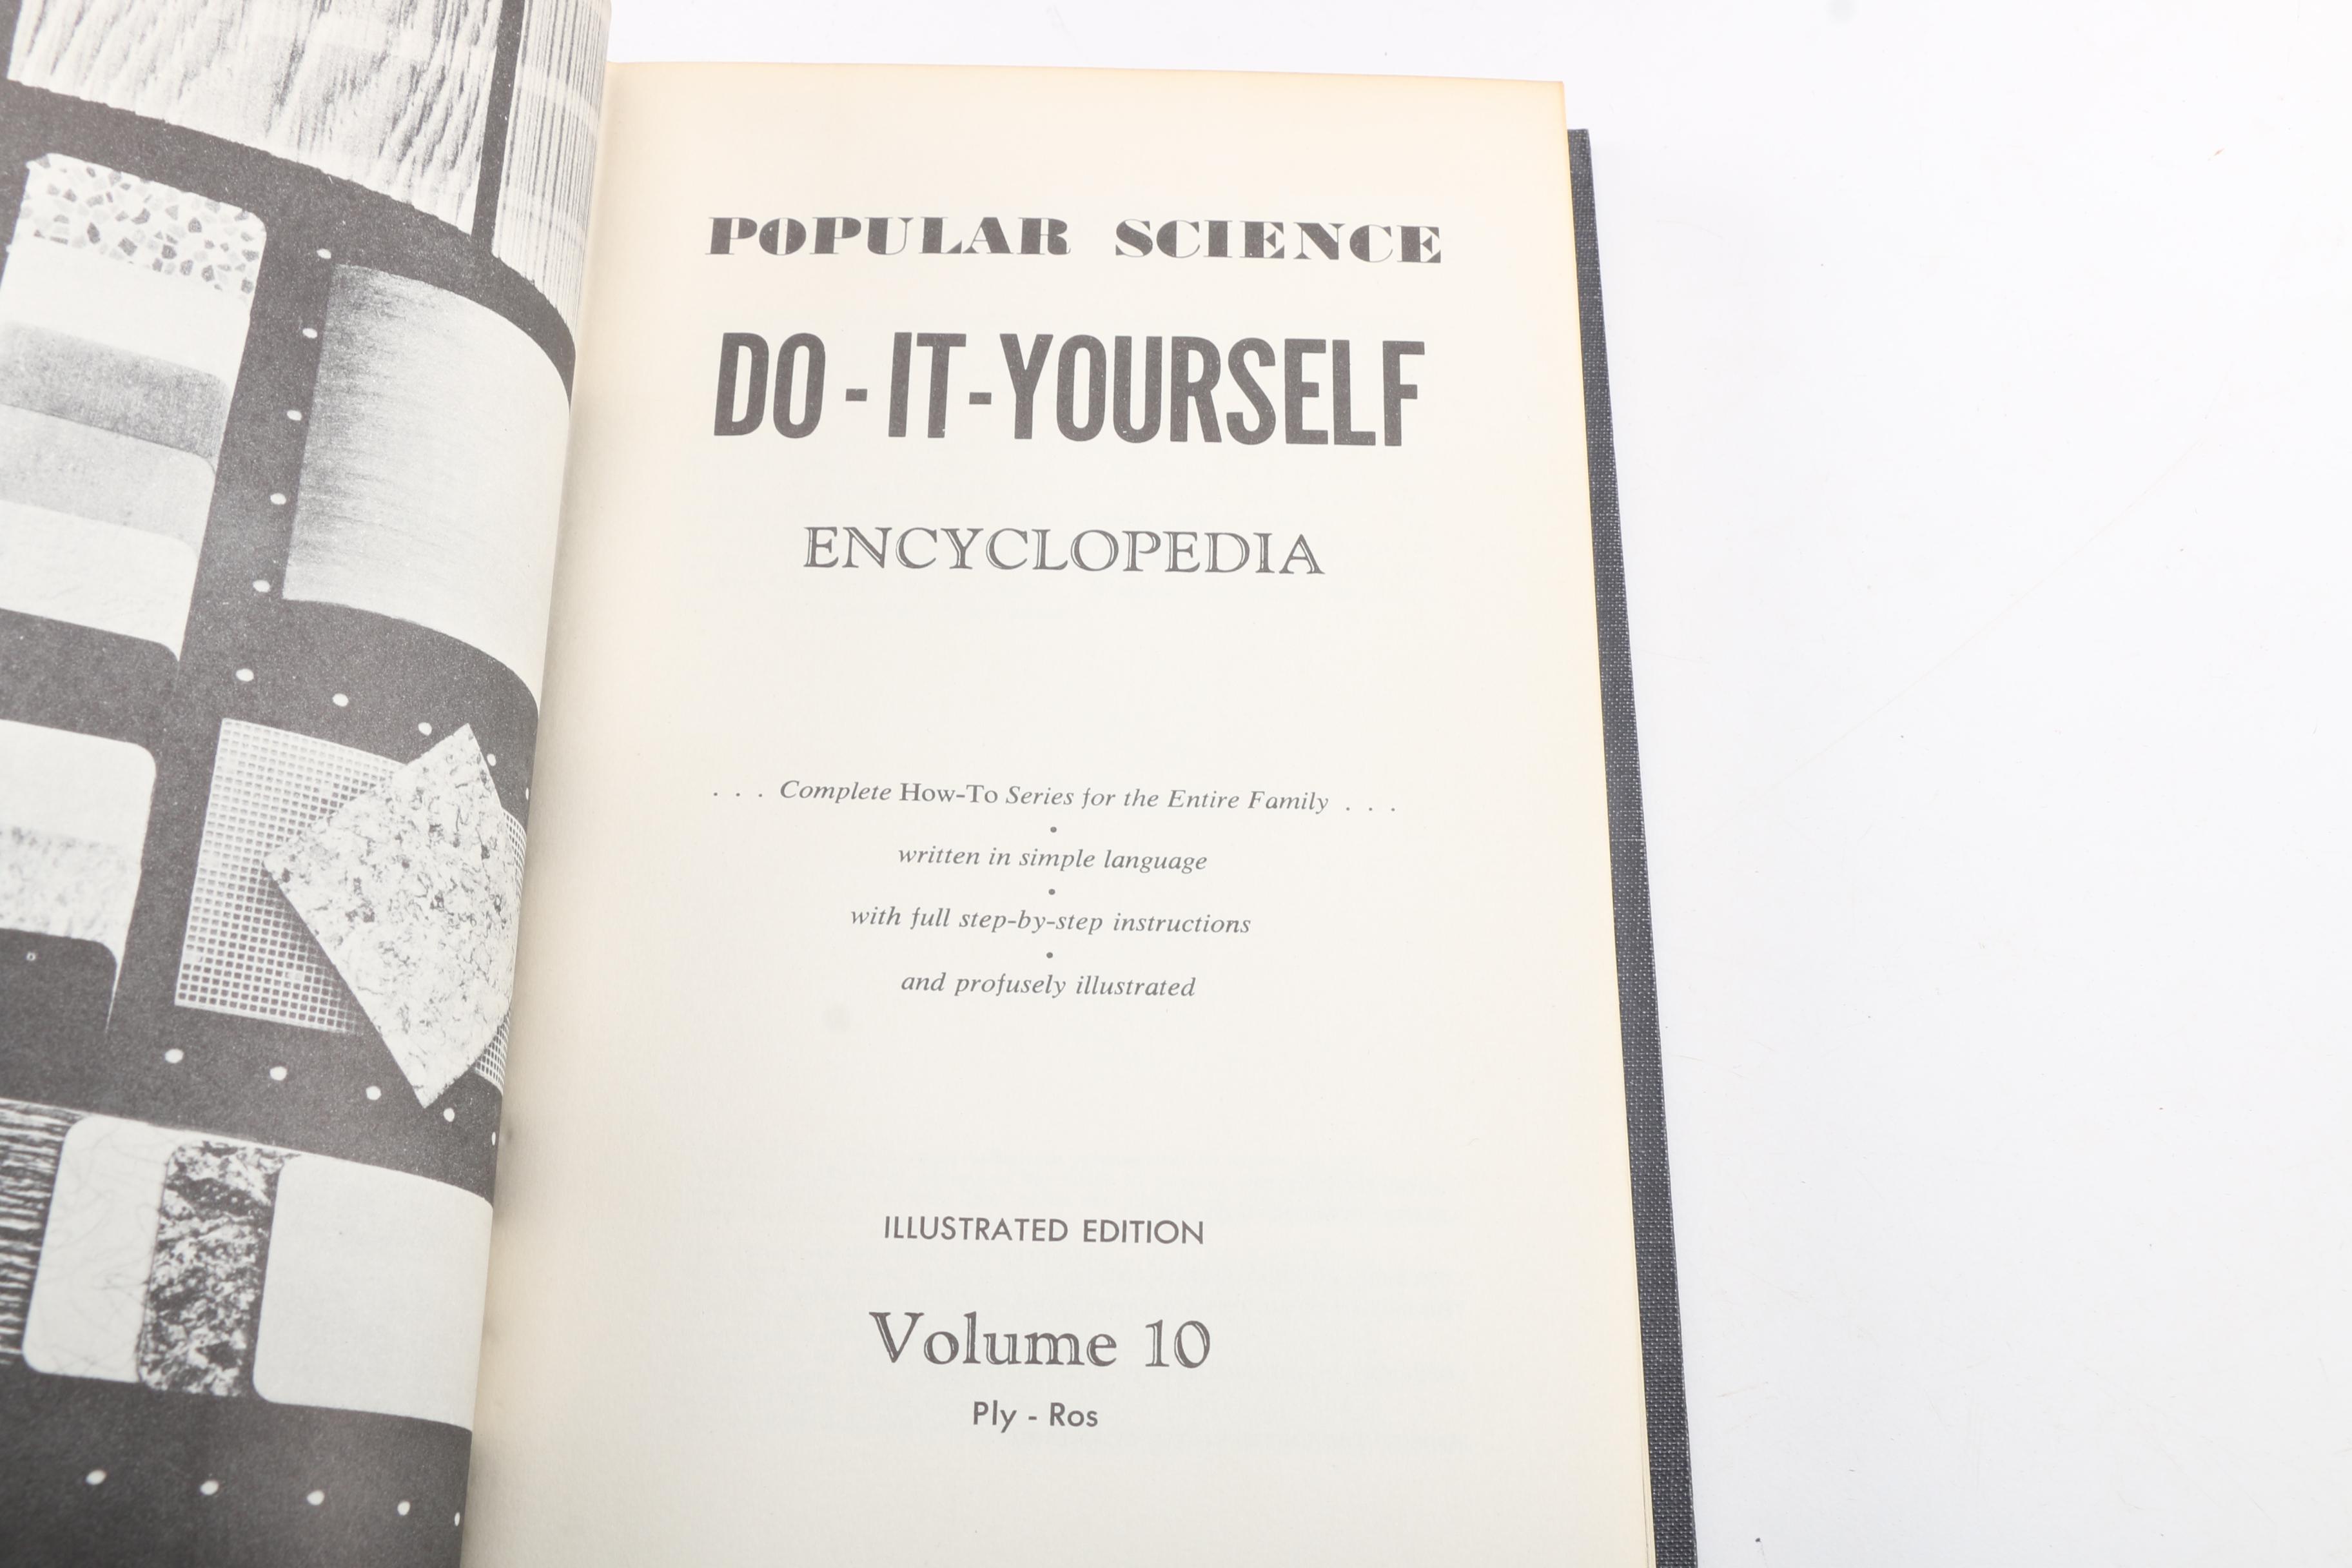 POPULAR SCIENCE
DO-IT-YOURSELF
ENCYCLOPEDIA
. . . Complete How-To Series for the Entire Family . . .
•
written in simple language
•
with full step-by-step instructions
•
and profusely illustrated
ILLUSTRATED EDITION
Volume 10
Ply - Ros